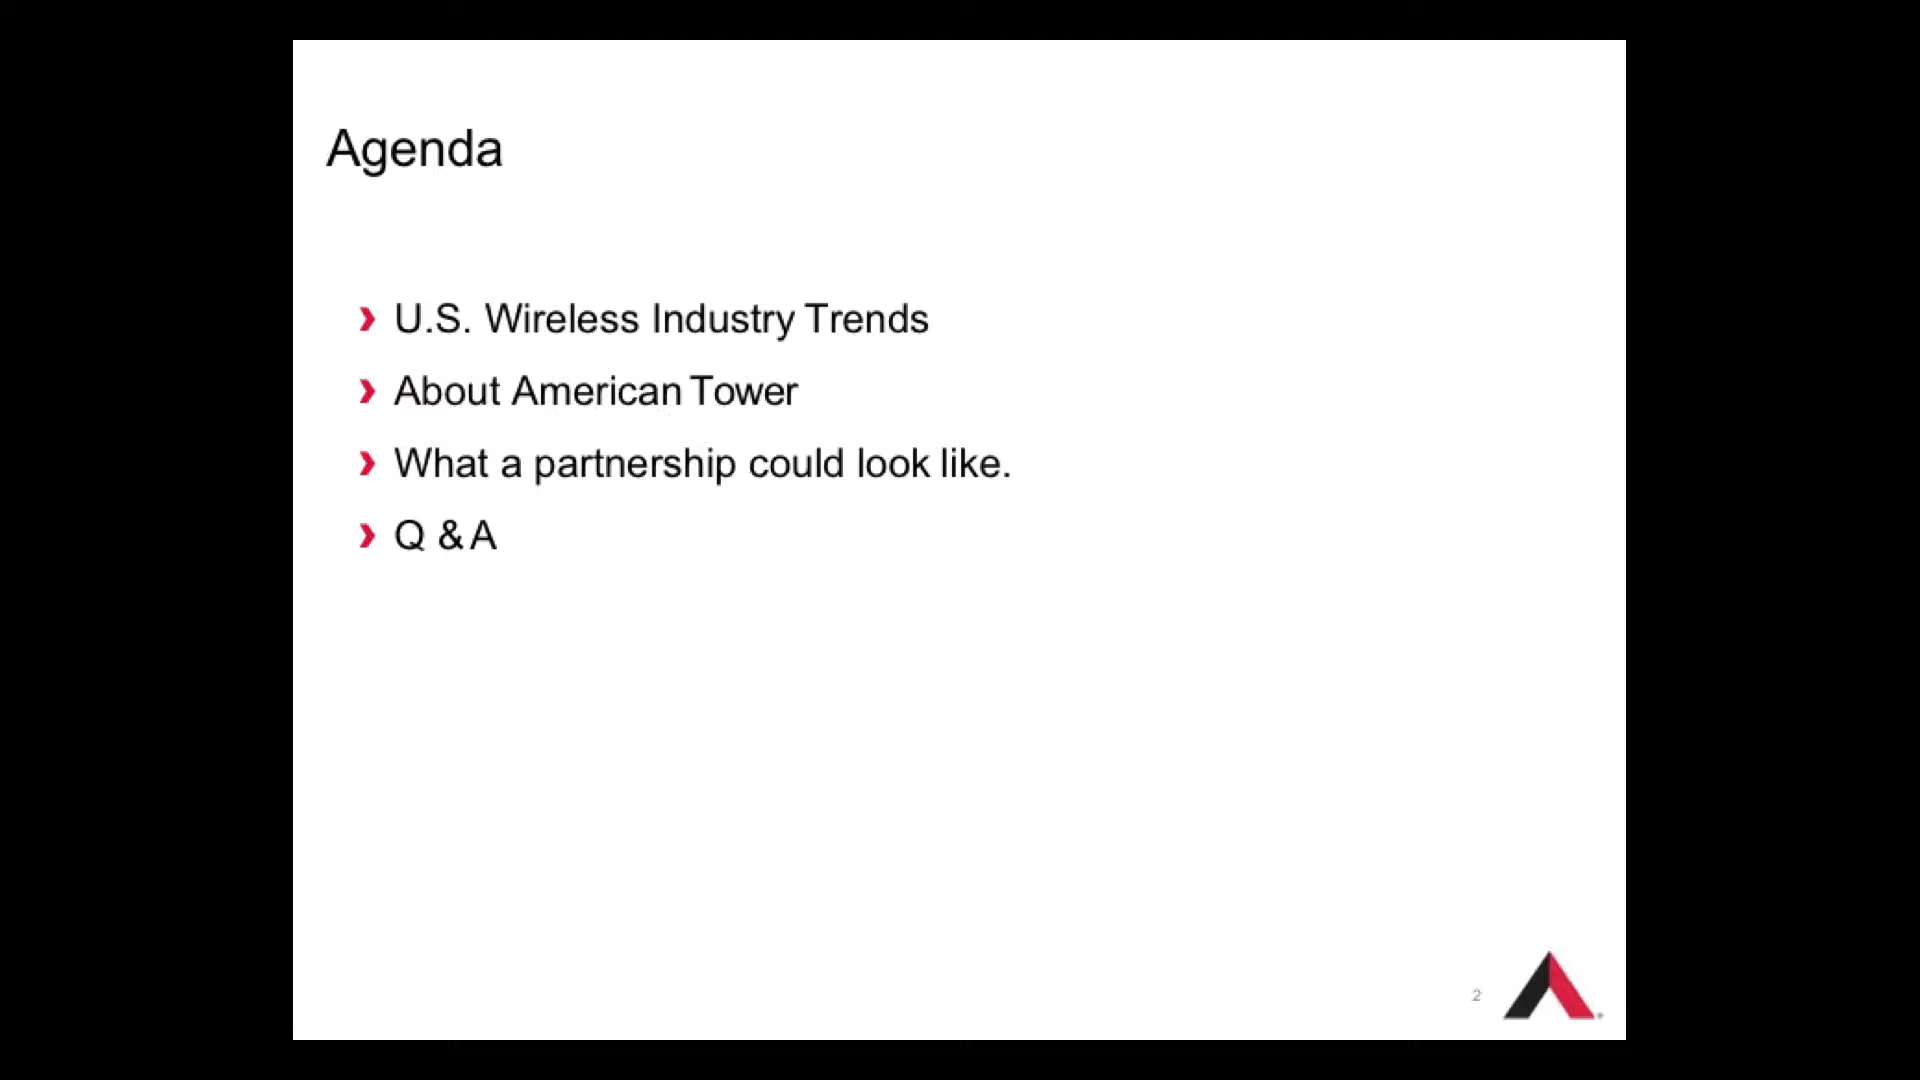 Agenda
U.S. Wireless Industry Trends
About American Tower
What a partnership could look like.
Q & A
2